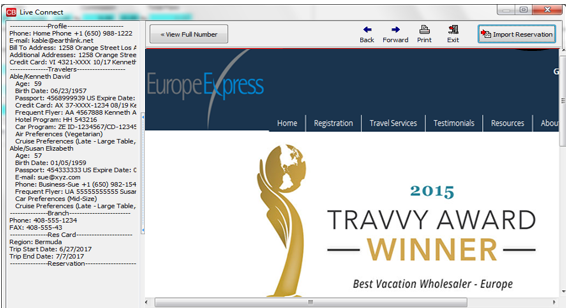 Live Connect
---------------Profile---------------
Phone: Home Phone +1 (650) 988-1222
E-mail: kable@earthlink.net
Bill To Address: 1258 Orange Street Los A
Additional Addresses: 1258 Orange Street
Credit Card: VI 4321-XXXX 10/17 Kenneth
---------------Travelers---------------
Able/Kenneth David
Age: 59
Birth Date: 06/23/1957
Passport: 4568999939 US Expire Date:
Credit Card: AX 37-XXXX-1234 08/19 Ke
Frequent Flyer: AA 4567888 Kenneth A
Hotel Program: HH 543216
Car Program: ZE ID-1234567/CD-12345
Air Preferences (Vegetarian)
Cruise Preferences (Late - Large Table,
Able/Susan Elizabeth
Age: 57
Birth Date: 01/05/1959
Passport: 454333333 US Expire Date: C
E-mail: sue@xyz.com
Phone: Business-Sue +1 (650) 982-154
Frequent Flyer: UA 55555555555 Susan
Car Preferences (Mid-Size)
Cruise Preferences (Late - Large Table,
---------------Branch---------------
Phone: 408-555-1234
FAX: 408-555-43
---------------Res Card---------------
Region: Bermuda
Trip Start Date: 6/27/2017
Trip End Date: 7/7/2017
---------------Reservation---------------
« View Full Number
Back Forward Print Exit
Import Reservation
EuropeExpress
G
Home Registration Travel Services Testimonials Resources Abou
2015
TRAVVY AWARD
WINNER
Best Vacation Wholesaler - Europe